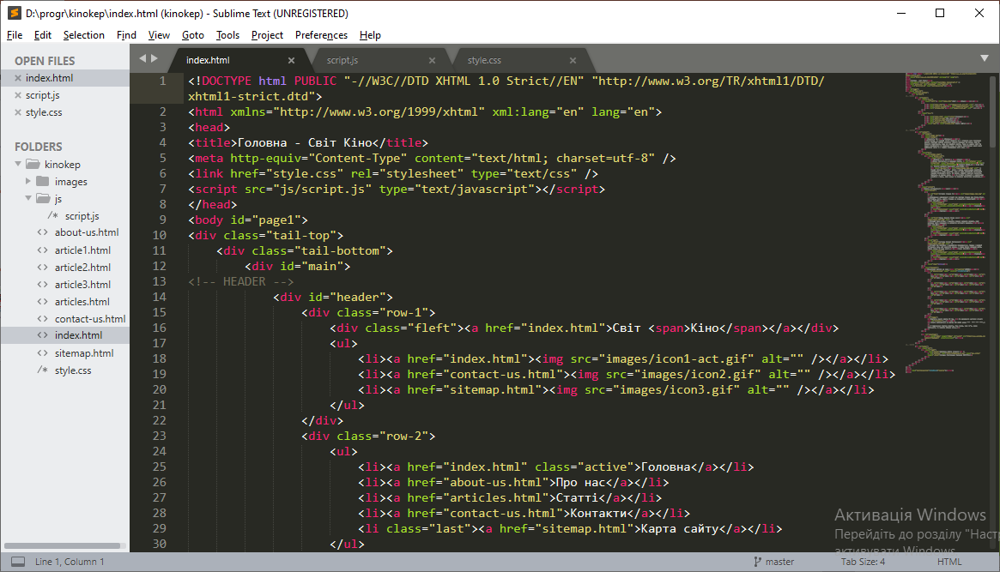 D:\progr\kinokep\index.html (kinokep) - Sublime Text (UNREGISTERED)
File Edit Selection Find View Goto Tools Project Preferences Help
OPEN FILES
index.html
script.js
style.css
FOLDERS
kinokep
images
js
/* script.js
<> about-us.html
<> article1.html
<> article2.html
<> article3.html
<> articles.html
<> contact-us.html
<> index.html
<> sitemap.html
/* style.css
index.html script.js style.css
1 <!DOCTYPE html PUBLIC "-//W3C//DTD XHTML 1.0 Strict//EN" "http://www.w3.org/TR/xhtml1/DTD/
xhtml1-strict.dtd">
2 <html xmlns="http://www.w3.org/1999/xhtml" xml:lang="en" lang="en">
3 <head>
4 <title>Головна - Світ Кіно</title>
5 <meta http-equiv="Content-Type" content="text/html; charset=utf-8" />
6 <link href="style.css" rel="stylesheet" type="text/css" />
7 <script src="js/script.js" type="text/javascript"></script>
8 </head>
9 <body id="page1">
10 <div class="tail-top">
11 <div class="tail-bottom">
12 <div id="main">
13 <!-- HEADER -->
14 <div id="header">
15 <div class="row-1">
16 <div class="fleft"><a href="index.html">Світ <span>Кіно</span></a></div>
17 <ul>
18 <li><a href="index.html"><img src="images/icon1-act.gif" alt="" /></a></li>
19 <li><a href="contact-us.html"><img src="images/icon2.gif" alt="" /></a></li>
20 <li><a href="sitemap.html"><img src="images/icon3.gif" alt="" /></a></li>
21 </ul>
22 </div>
23 <div class="row-2">
24 <ul>
25 <li><a href="index.html" class="active">Головна</a></li>
26 <li><a href="about-us.html">Про нас</a></li>
27 <li><a href="articles.html">Статті</a></li>
28 <li><a href="contact-us.html">Контакти</a></li>
29 <li class="last"><a href="sitemap.html">Карта сайту</a></li>
30 </ul>
Активація Windows
Перейдіть до розділу "Наст
активувати Windows
Line 1, Column 1 master Tab Size: 4 HTML